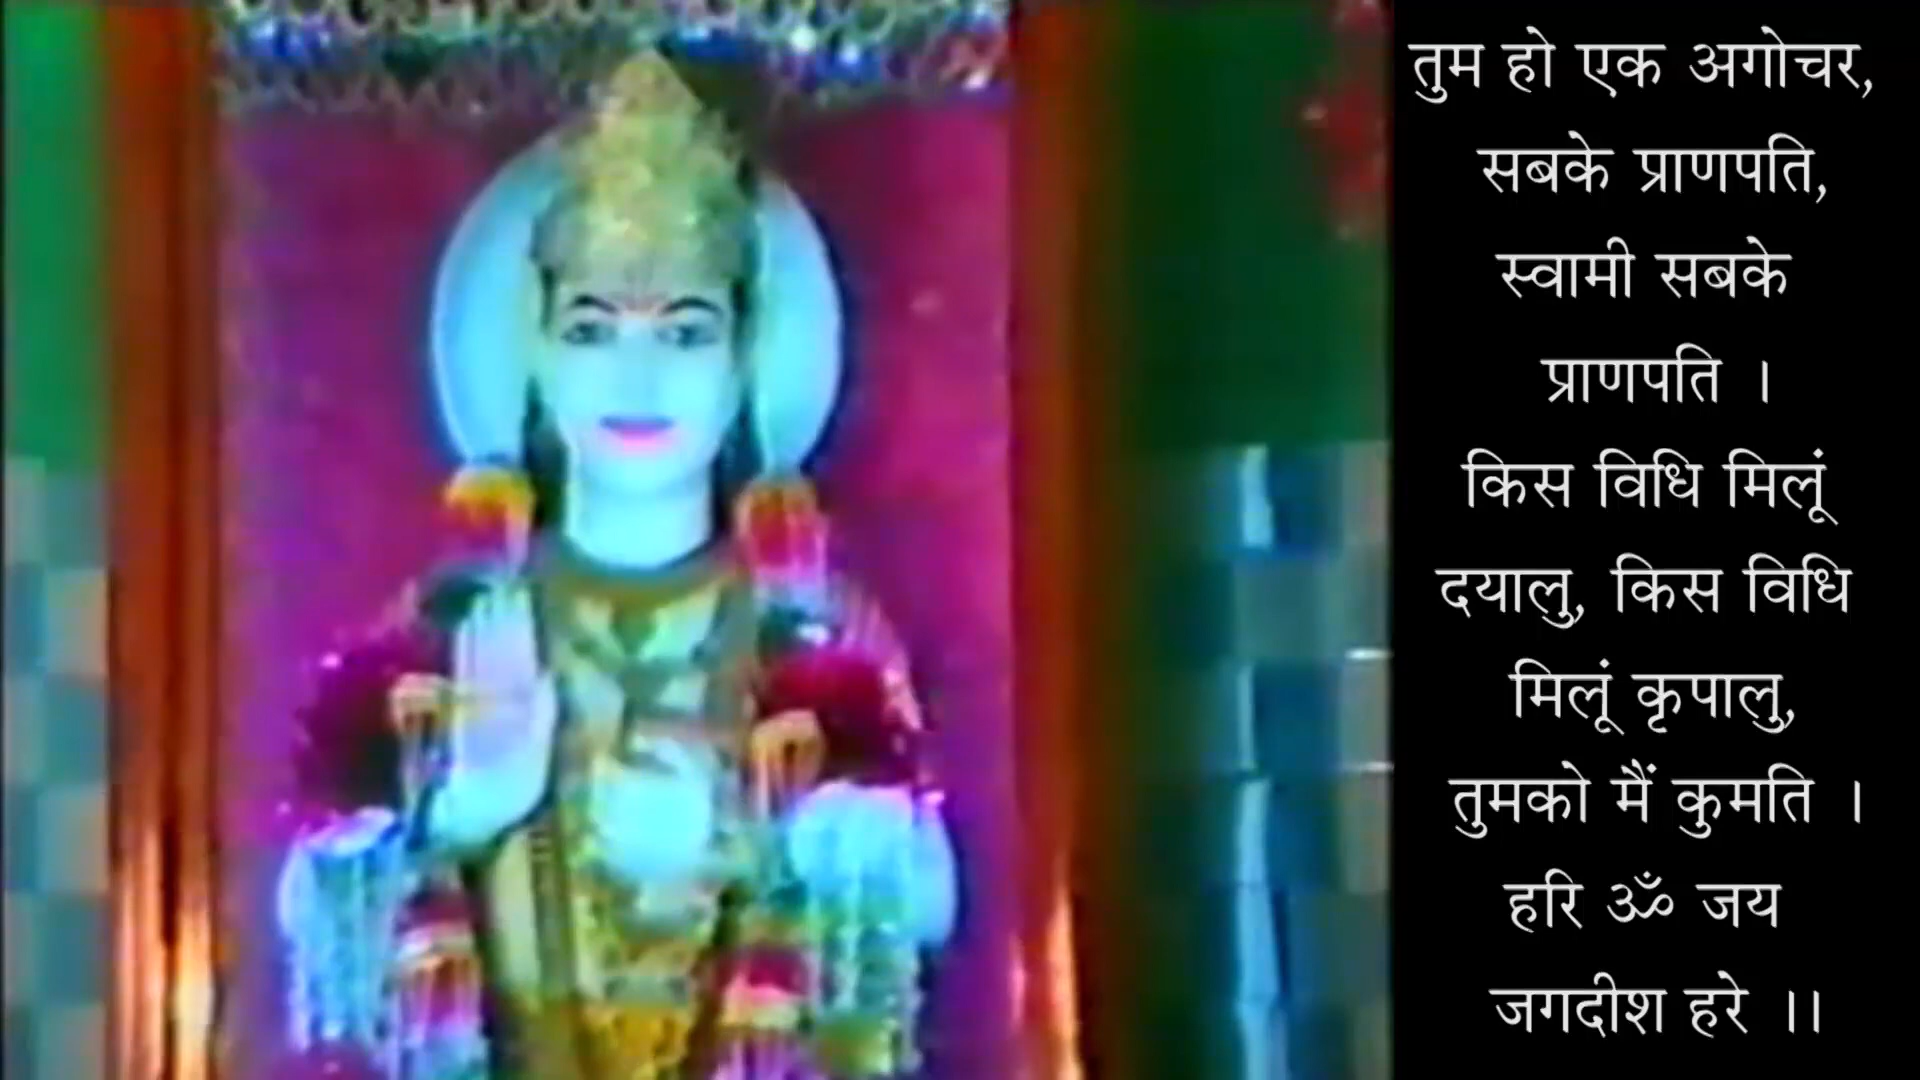 तुम हो एक अगोचर,
सबके प्राणपति,
स्वामी सबके
प्राणपति ।
किस विधि मिलूं
दयालु, किस विधि
मिलूं कृपालु,
तुमको मैं कुमति ।
हरि ॐ जय
जगदीश हरे ।।